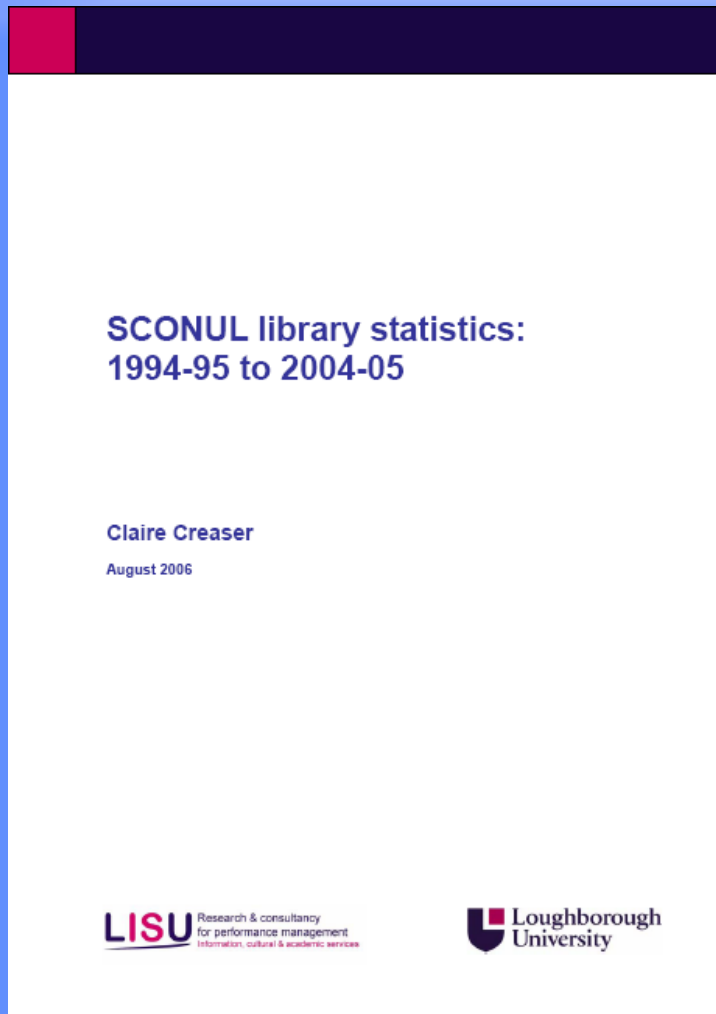 SCONUL library statistics:
1994-95 to 2004-05
Claire Creaser
August 2006
LISU
Research & consultancy
for performance management
Information, cultural & academic services
Loughborough
University